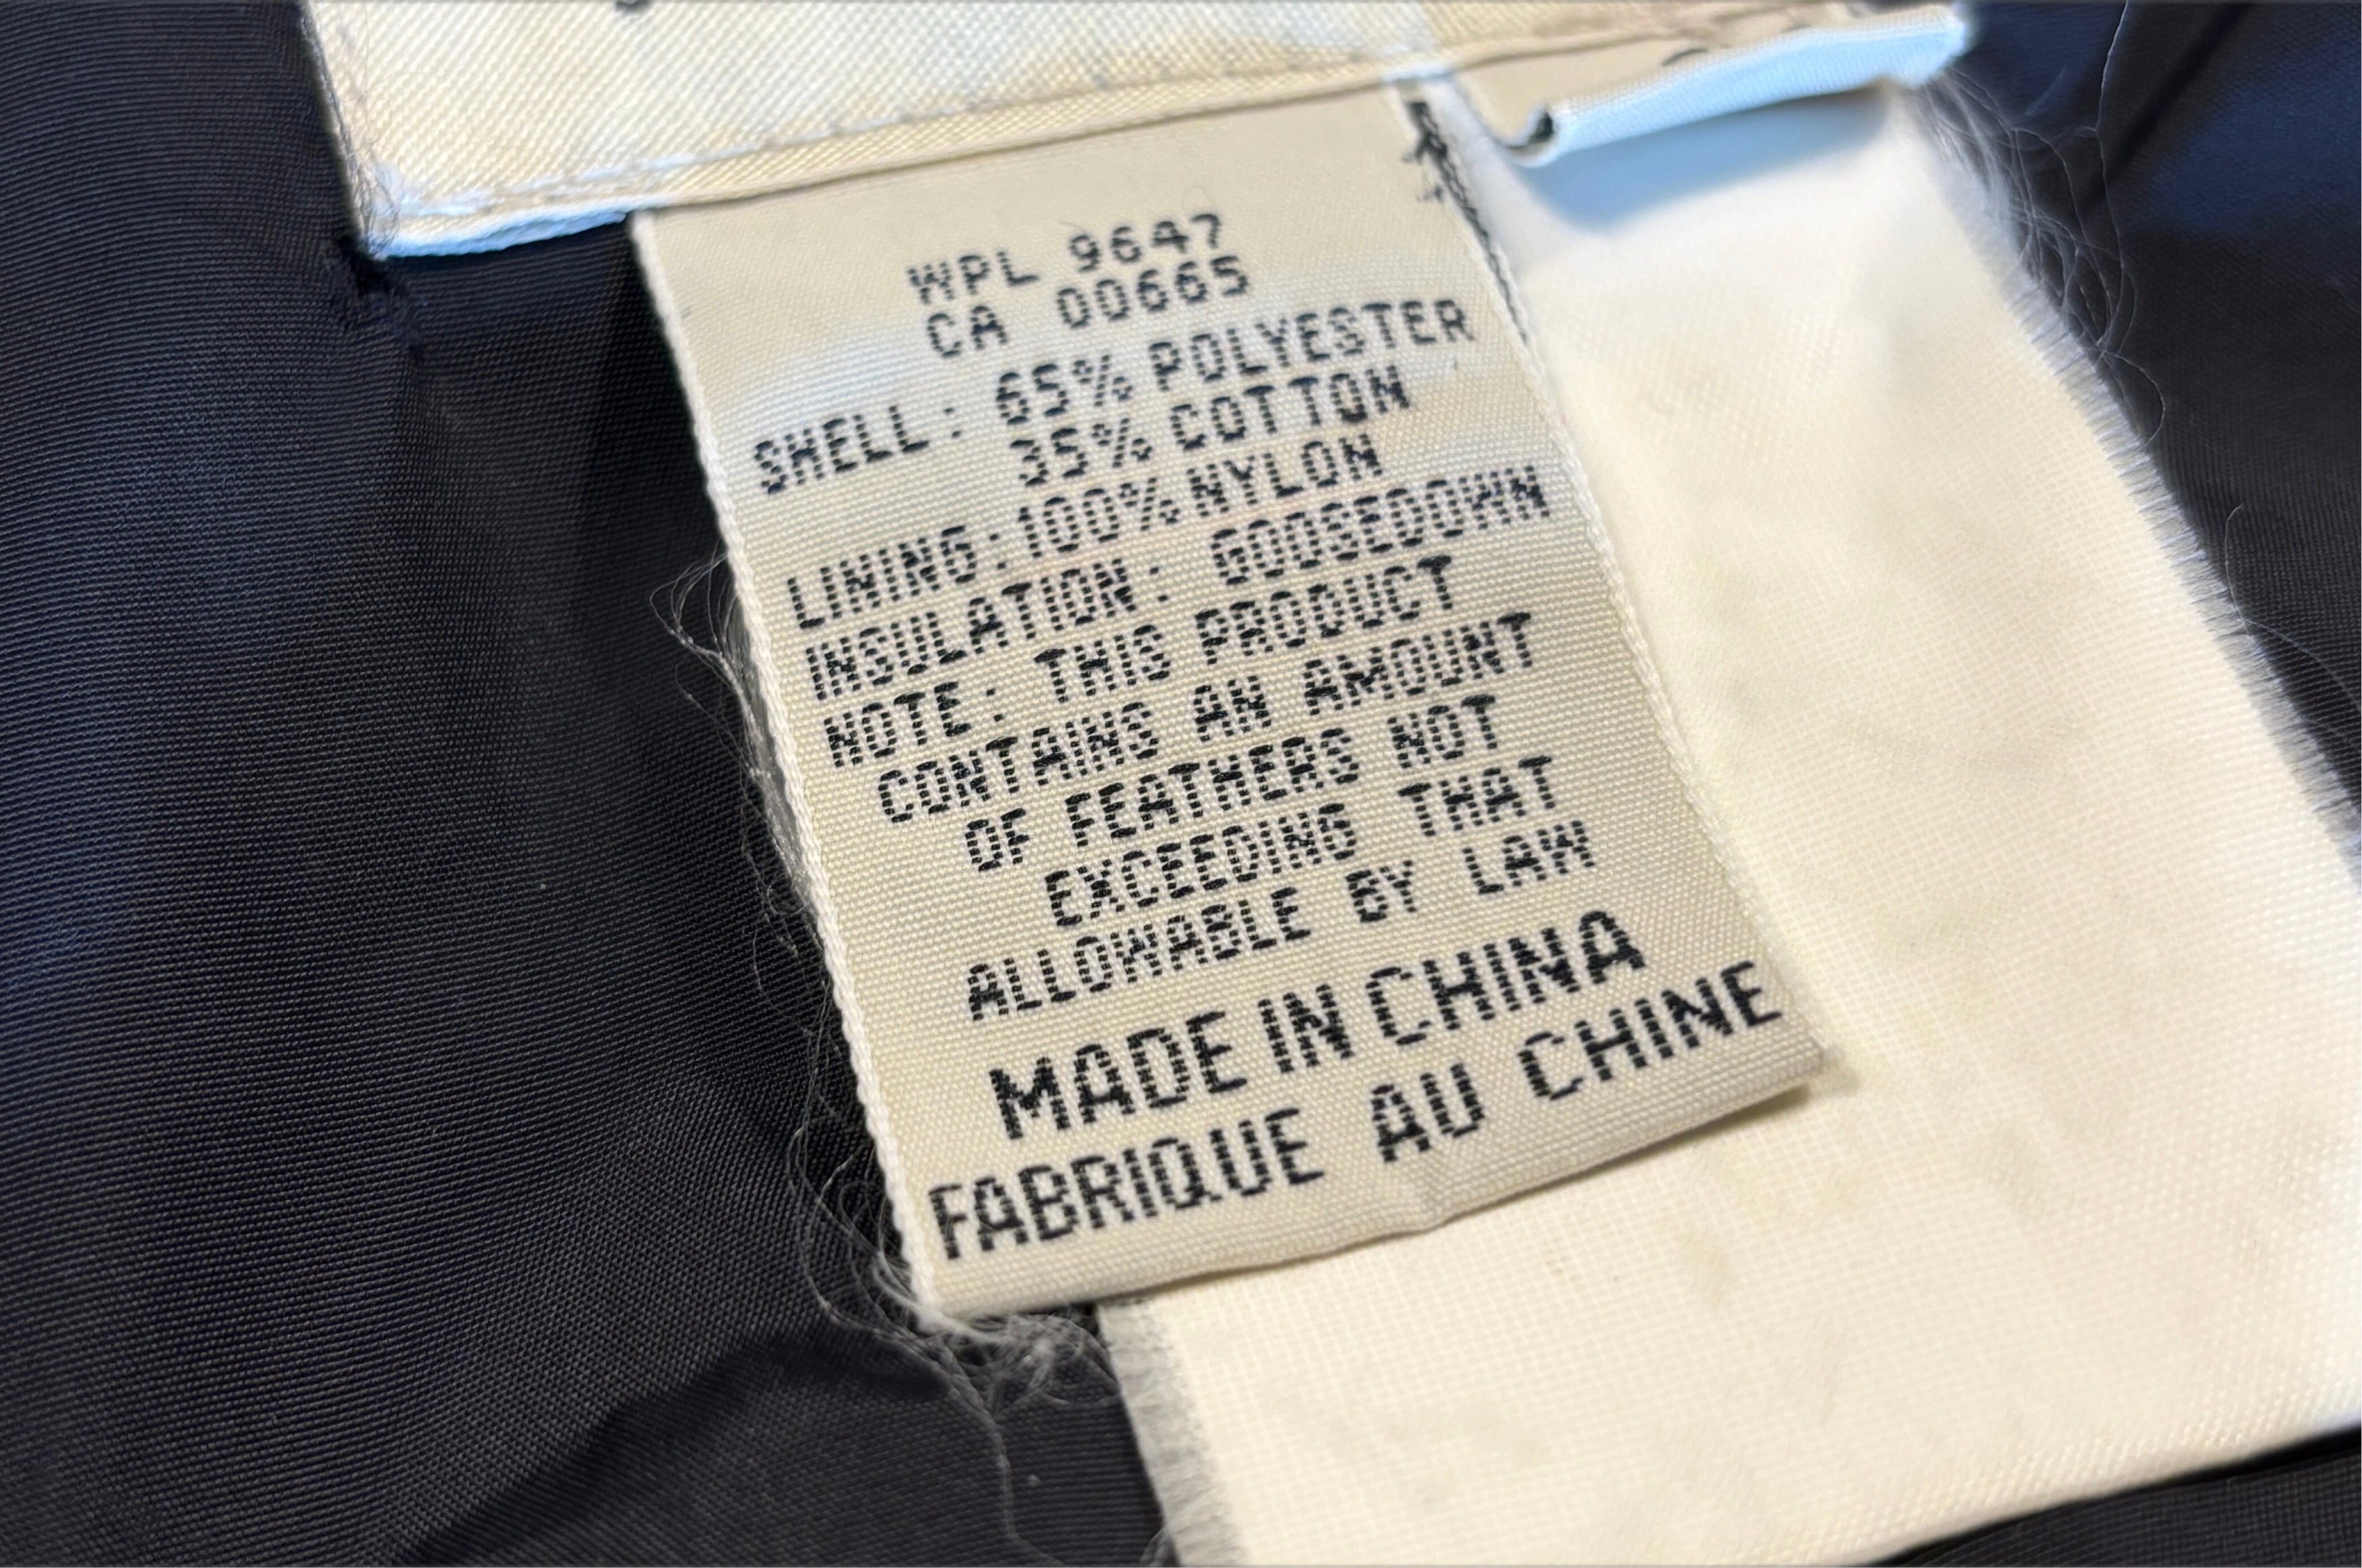 WPL 9647
CA 00665
SHELL: 65% POLYESTER
35% COTTON
LINING:100% NYLON
INSULATION: GOOSEDOWN
NOTE: THIS PRODUCT
CONTAINS AN AMOUNT
OF FEATHERS NOT
EXCEEDING THAT
ALLOWABLE BY LAW
MADE IN CHINA
FABRIQUE AU CHINE